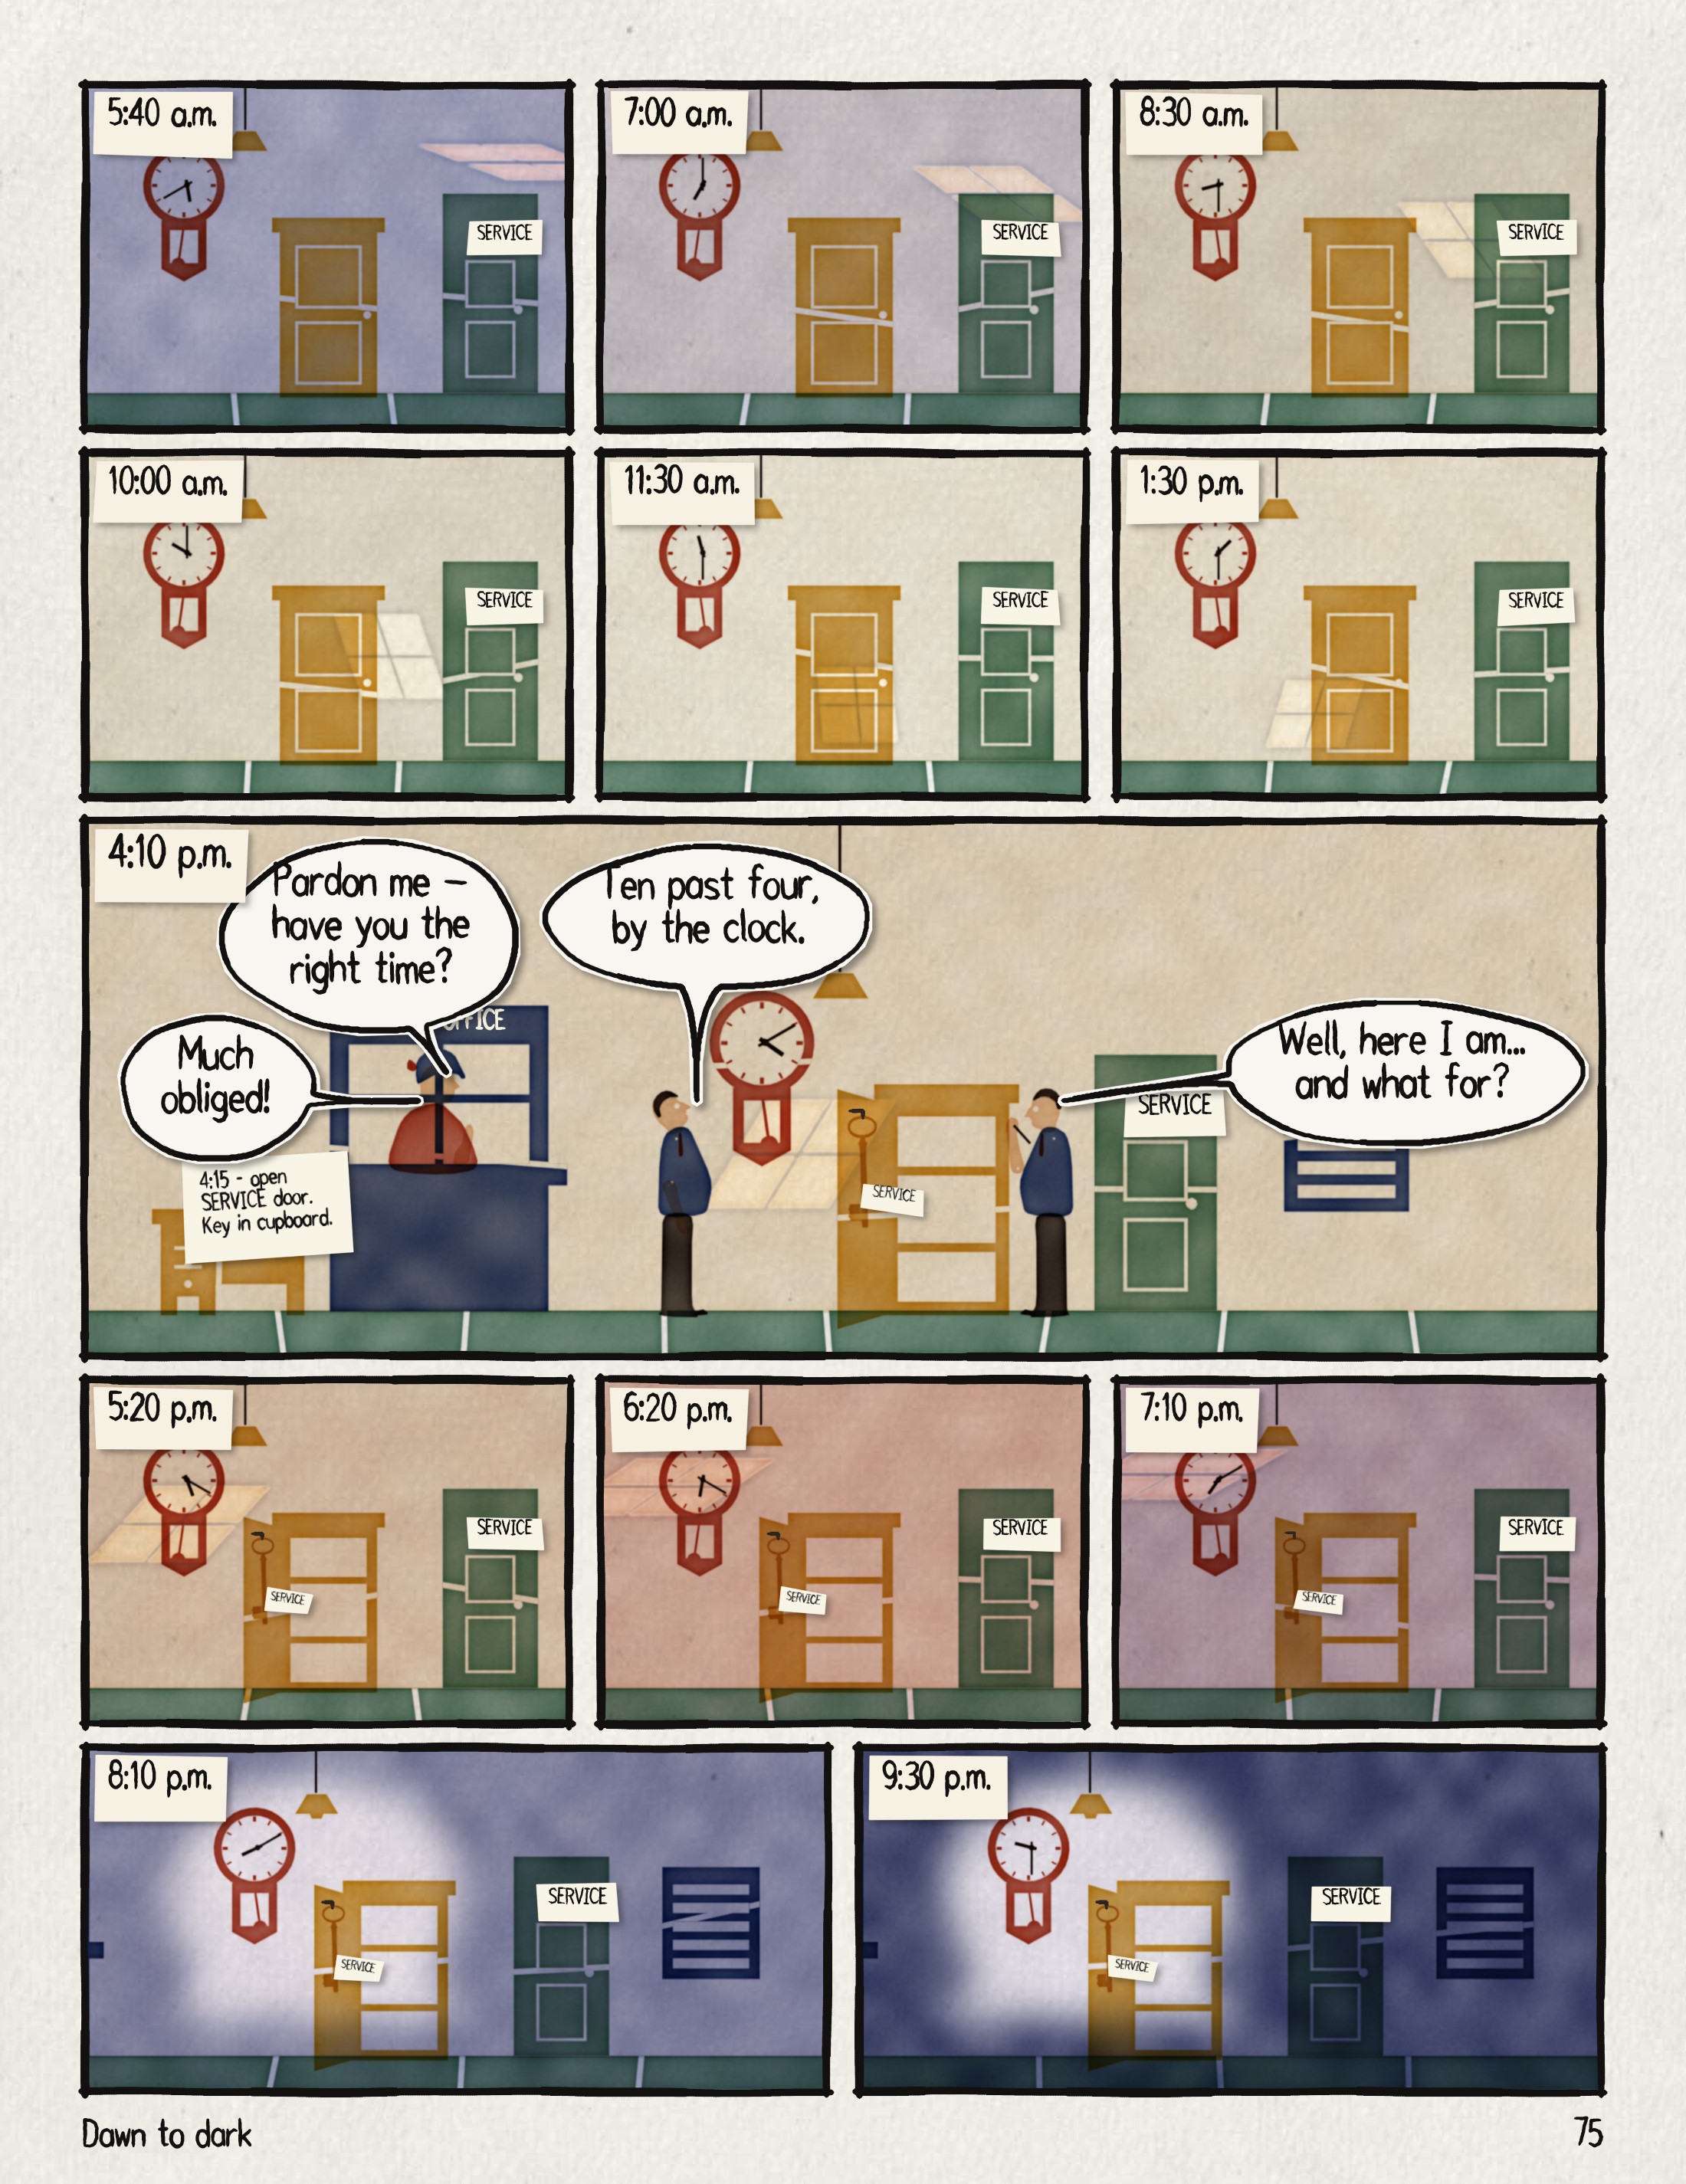 5:40 a.m.
SERVICE
7:00 a.m.
SERVICE
8:30 a.m.
SERVICE
10:00 a.m.
SERVICE
11:30 a.m.
SERVICE
1:30 p.m.
SERVICE
4:10 p.m.
Pardon me –
have you the
right time?
Ten past four,
by the clock.
Much
obliged!
Well, here I am...
and what for?
OFFICE
SERVICE
4:15 - open
SERVICE door.
Key in cupboard.
SERVICE
5:20 p.m.
SERVICE
SERVICE
6:20 p.m.
SERVICE
SERVICE
7:10 p.m.
SERVICE
SERVICE
8:10 p.m.
SERVICE
SERVICE
9:30 p.m.
SERVICE
SERVICE
Dawn to dark
75